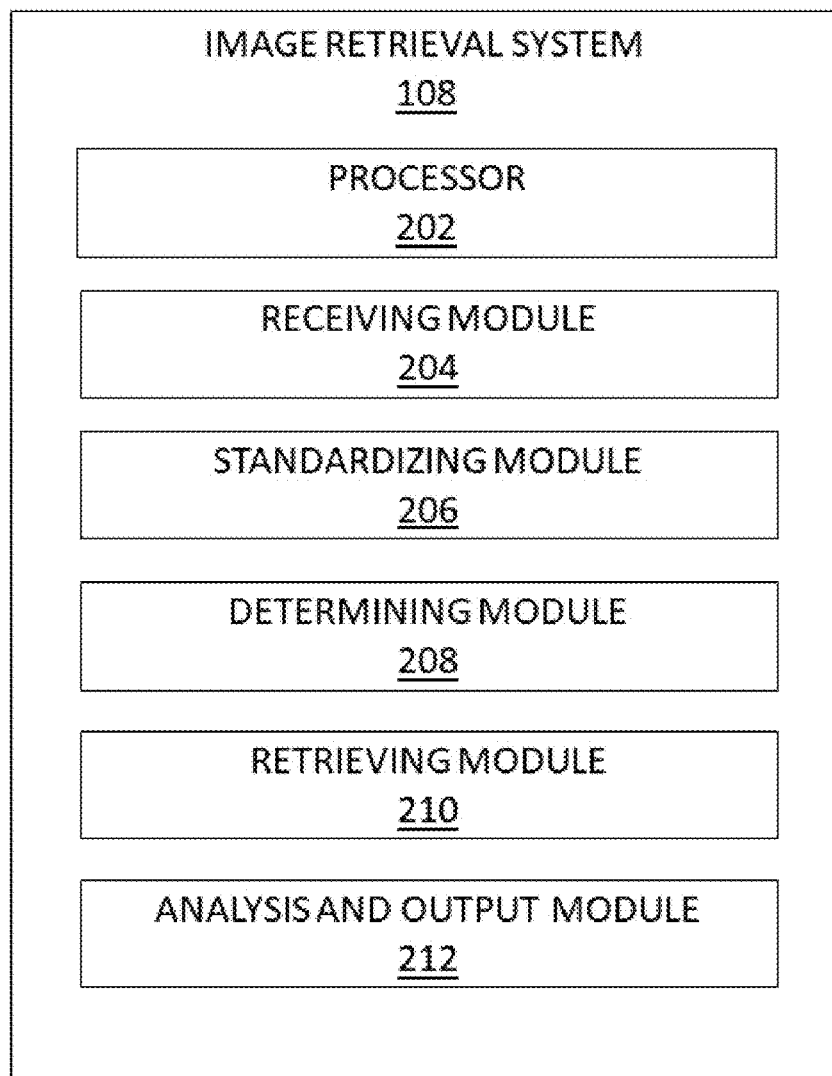 IMAGE RETRIEVAL SYSTEM
108
PROCESSOR
202
RECEIVING MODULE
204
STANDARDIZING MODULE
206
DETERMINING MODULE
208
RETRIEVING MODULE
210
ANALYSIS AND OUTPUT MODULE
212